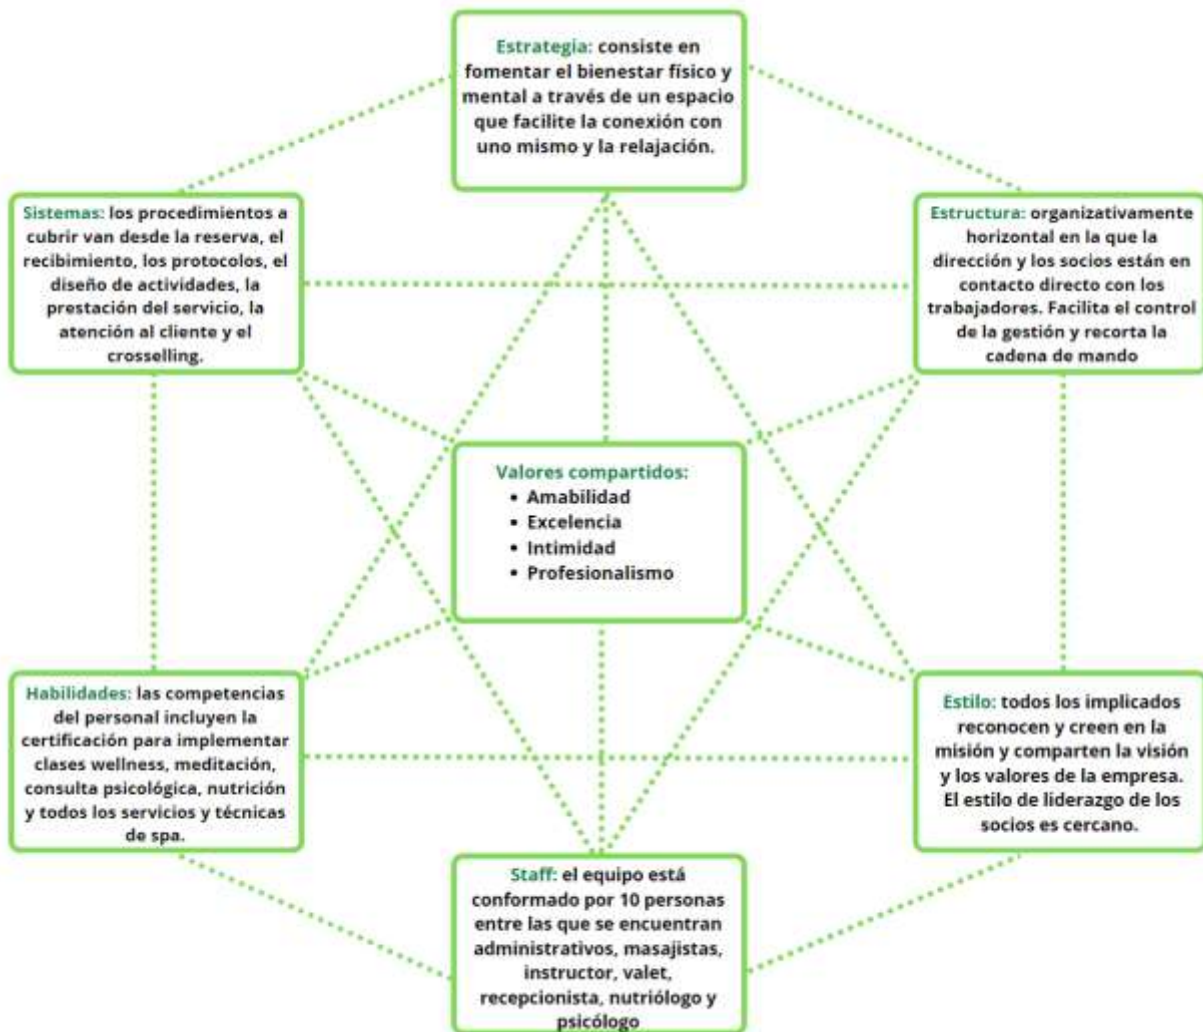 Estrategia: consiste en
fomentar el bienestar físico y
mental a través de un espacio
que facilite la conexión con
uno mismo y la relajación.
Sistemas: los procedimientos a
cubrir van desde la reserva, el
recibimiento, los protocolos, el
diseño de actividades, la
prestación del servicio, la
atención al cliente y el
crosselling.
Estructura: organizativamente
horizontal en la que la
dirección y los socios están en
contacto directo con los
trabajadores. Facilita el control
de la gestión y recorta la
cadena de mando
Valores compartidos:
• Amabilidad
• Excelencia
• Intimidad
• Profesionalismo
Habilidades: las competencias
del personal incluyen la
certificación para implementar
clases wellness, meditación,
consulta psicológica, nutrición
y todos los servicios y técnicas
de spa.
Estilo: todos los implicados
reconocen y creen en la
misión y comparten la visión
y los valores de la empresa.
El estilo de liderazgo de los
socios es cercano.
Staff: el equipo está
conformado por 10 personas
entre las que se encuentran
administrativos, masajistas,
instructor, valet,
recepcionista, nutriólogo y
psicólogo